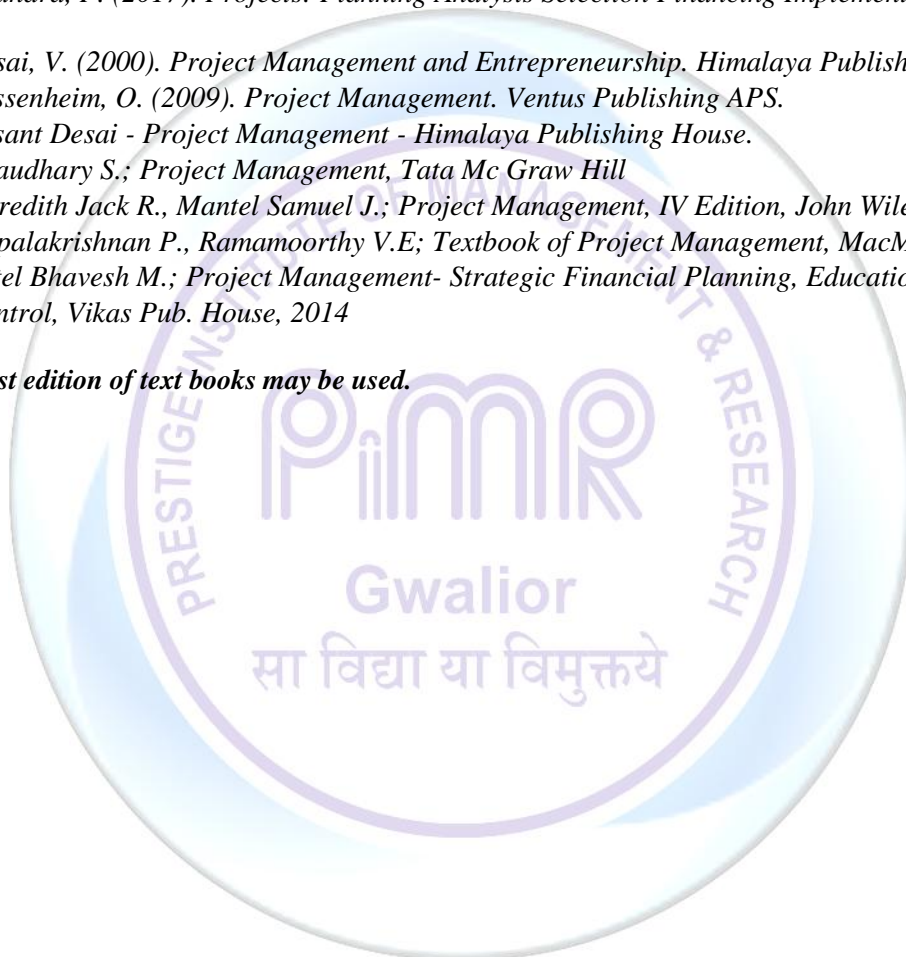 andra, P. (2017). Projects: Planning Analysis Selection Financing Implemen
sai, V. (2000). Project Management and Entrepreneurship. Himalaya Publish
ssenheim, O. (2009). Project Management. Ventus Publishing APS.
sant Desai - Project Management - Himalaya Publishing House.
audhary S.; Project Management, Tata Mc Graw Hill
redith Jack R., Mantel Samuel J.; Project Management, IV Edition, John Wile
palakrishnan P., Ramamoorthy V.E; Textbook of Project Management, MacM
tel Bhavesh M.; Project Management- Strategic Financial Planning, Educatio
ntrol, Vikas Pub. House, 2014
st edition of text books may be used.
PRESTIGE INSTITUTE OF MANAGEMENT & RESEARCH
PiMR
Gwalior
सा विद्या या विमुक्तये